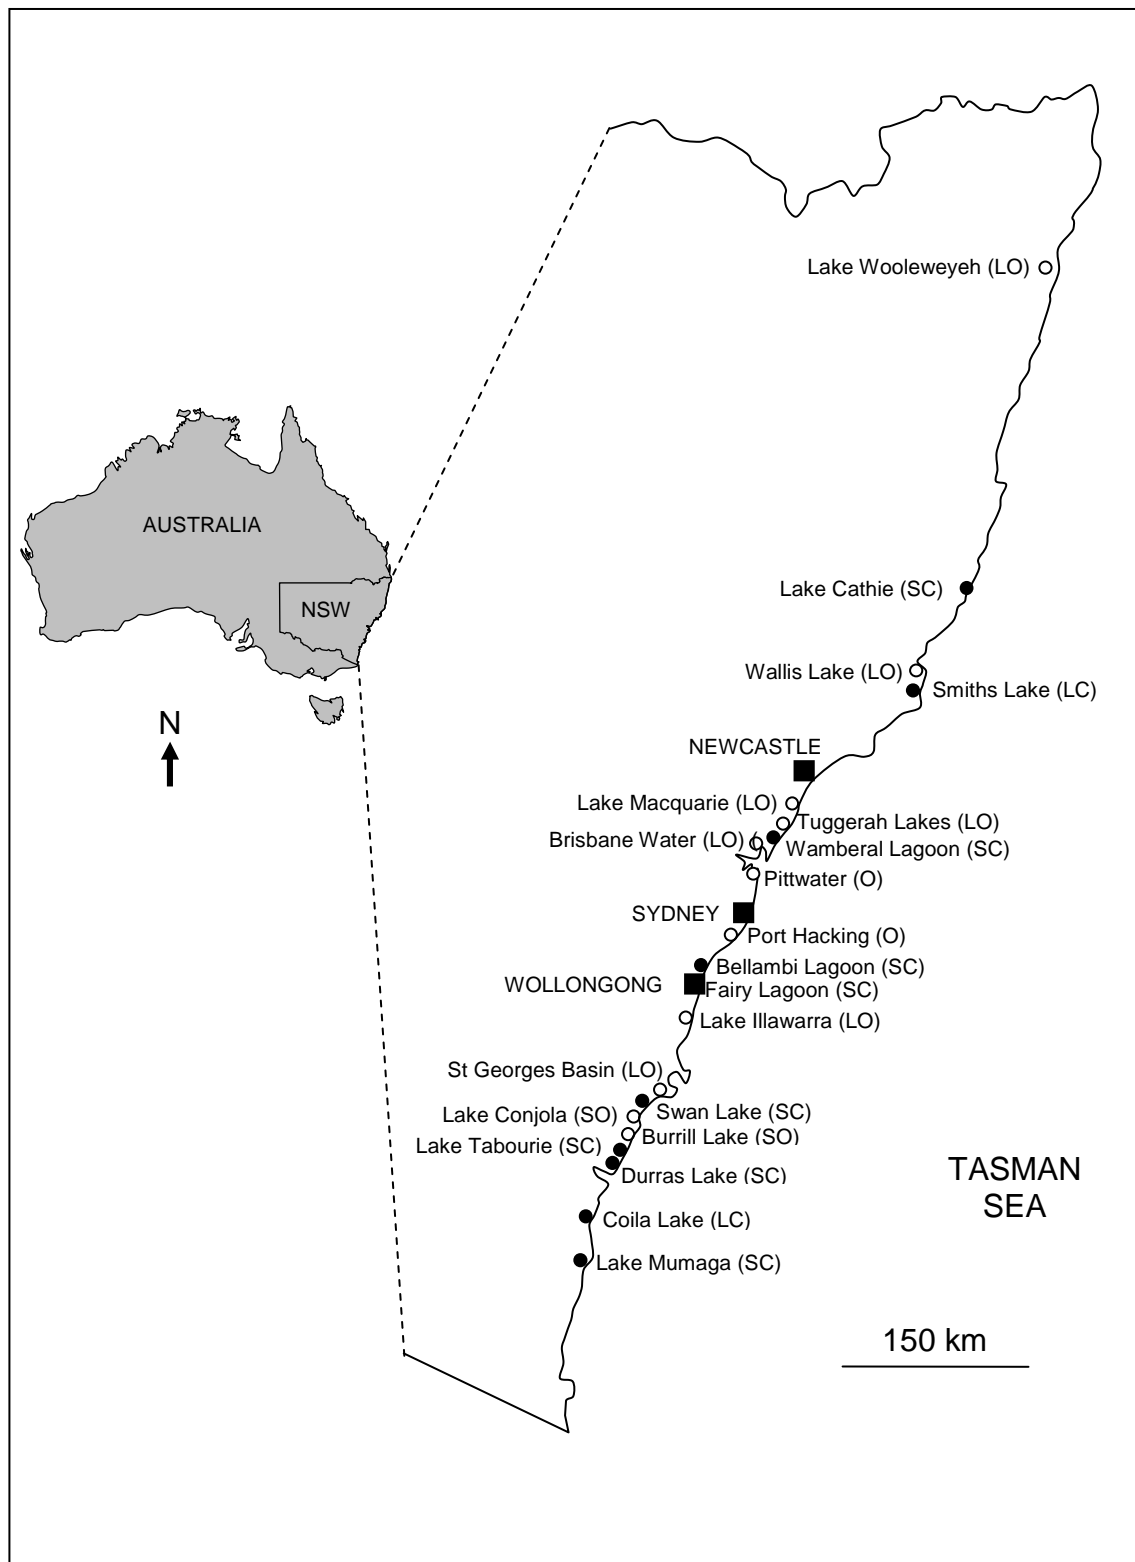 Lake Wooleweyeh (LO)
AUSTRALIA
Lake Cathie (SC)
NSW
Wallis Lake (LO)
Smiths Lake (LC)
N
NEWCASTLE
Lake Macquarie (LO)
Tuggerah Lakes (LO)
Brisbane Water (LO) (
Wamberal Lagoon (SC)
Pittwater (O)
SYDNEY
Port Hacking (O)
Bellambi Lagoon (SC)
WOLLONGONG
Fairy Lagoon (SC)
Lake Illawarra (LO)
St Georges Basin (LO)
Swan Lake (SC)
Lake Conjola (SO)
Burrill Lake (SO)
Lake Tabourie (SC)
Durras Lake (SC)
TASMAN
SEA
Coila Lake (LC)
Lake Mumaga (SC)
150 km